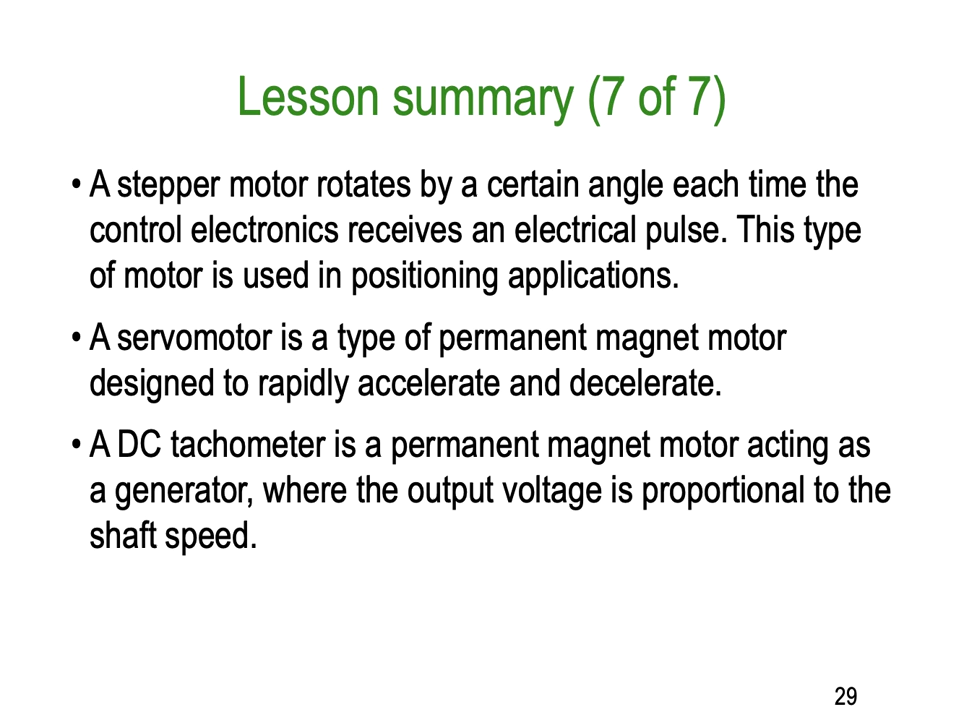 Lesson summary (7 of 7)
• A stepper motor rotates by a certain angle each time the
control electronics receives an electrical pulse. This type
of motor is used in positioning applications.
• A servomotor is a type of permanent magnet motor
designed to rapidly accelerate and decelerate.
• A DC tachometer is a permanent magnet motor acting as
a generator, where the output voltage is proportional to the
shaft speed.
29